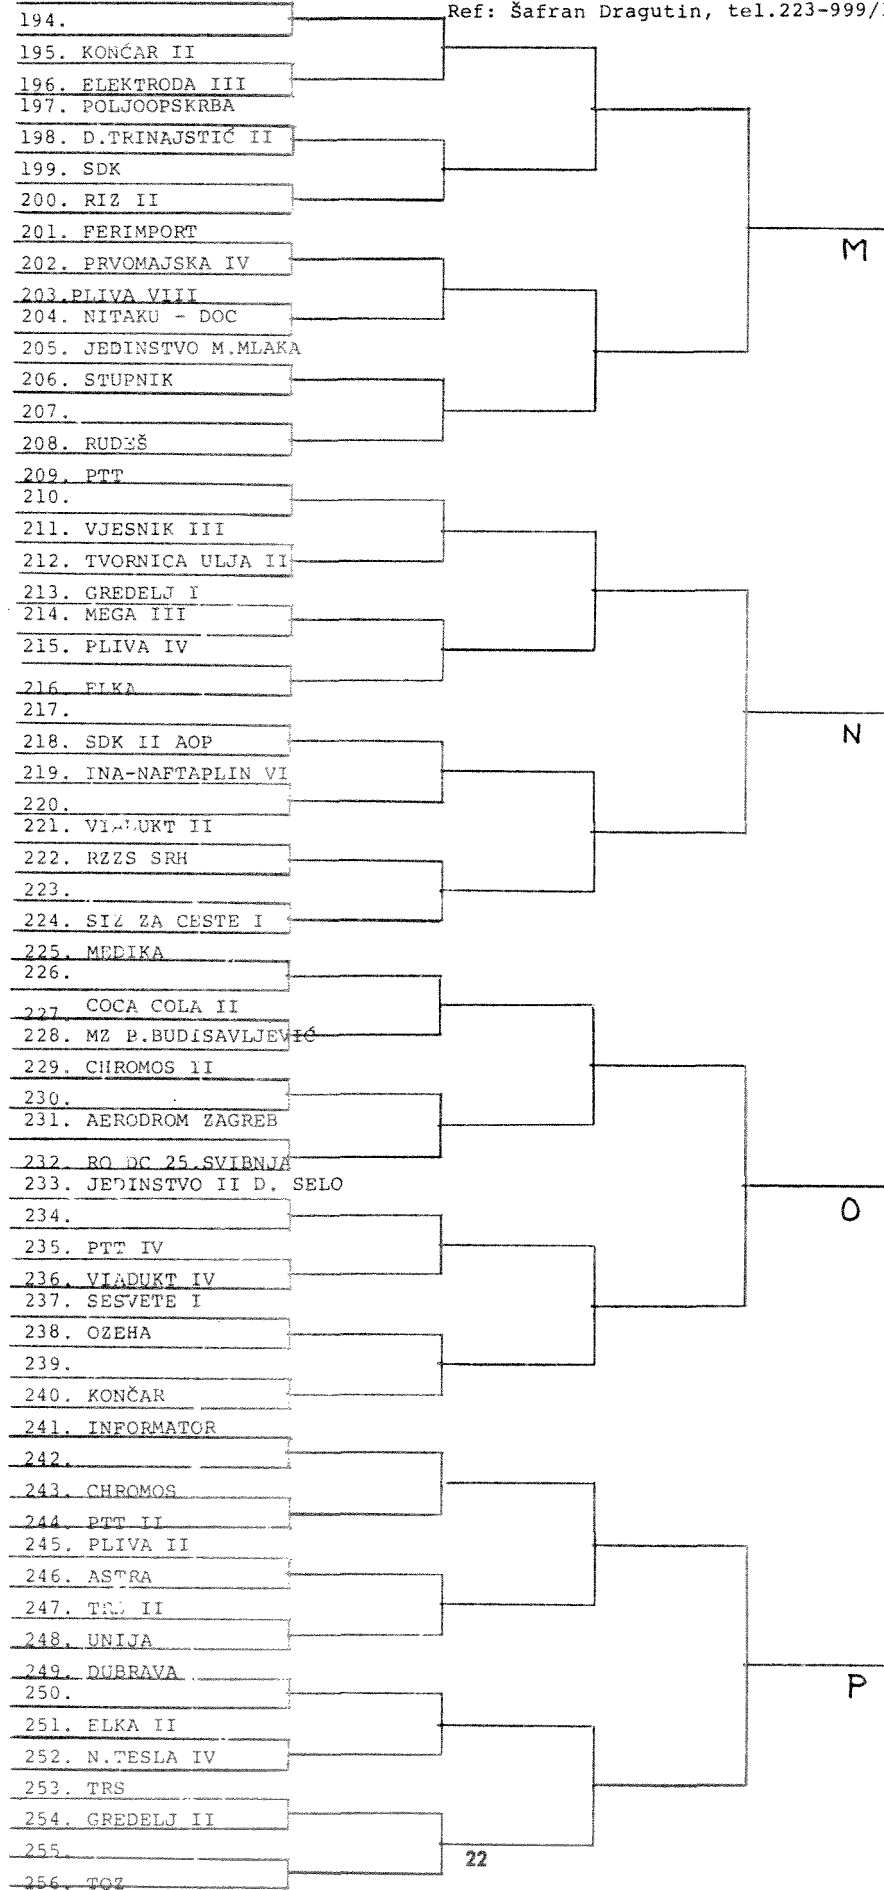 Ref: Šafran Dragutin, tel.223-999/
194.
195. KONČAR II
196. ELEKTRODA III
197. POLJOOPSKRBA
198. D.TRINAJSTIĆ II
199. SDK
200. RIZ II
201. FERIMPORT
202. PRVOMAJSKA IV
203.PLIVA VIII
204. NITAKU - DOC
205. JEDINSTVO M.MLAKA
206. STUPNIK
207.
208. RUDEŠ
M
209. PTT
210.
211. VJESNIK III
212. TVORNICA ULJA II
213. GREDELJ I
214. MEGA III
215. PLIVA IV
216. ELKA
217.
218. SDK II AOP
219. INA-NAFTAPLIN VI
220.
221. VIADUKT II
222. RZZS SRH
223.
224. SIZ ZA CESTE I
N
225. MEDIKA
226.
227. COCA COLA II
228. MZ B.BUDISAVLJEVIĆ
229. CHROMOS II
230.
231. AERODROM ZAGREB
232. RO DC 25.SVIBNJA
233. JEDINSTVO II D. SELO
234.
235. PTT IV
236. VIADUKT IV
237. SESVETE I
238. OZEHA
239.
240. KONČAR
O
241. INFORMATOR
242.
243. CHROMOS
244. PTT II
245. PLIVA II
246. ASTRA
247. II
248. UNIJA
249. DUBRAVA
250.
251. ELKA II
252. N.TESLA IV
253. TRS
254. GREDELJ II
255.
256. TOZ
P
22